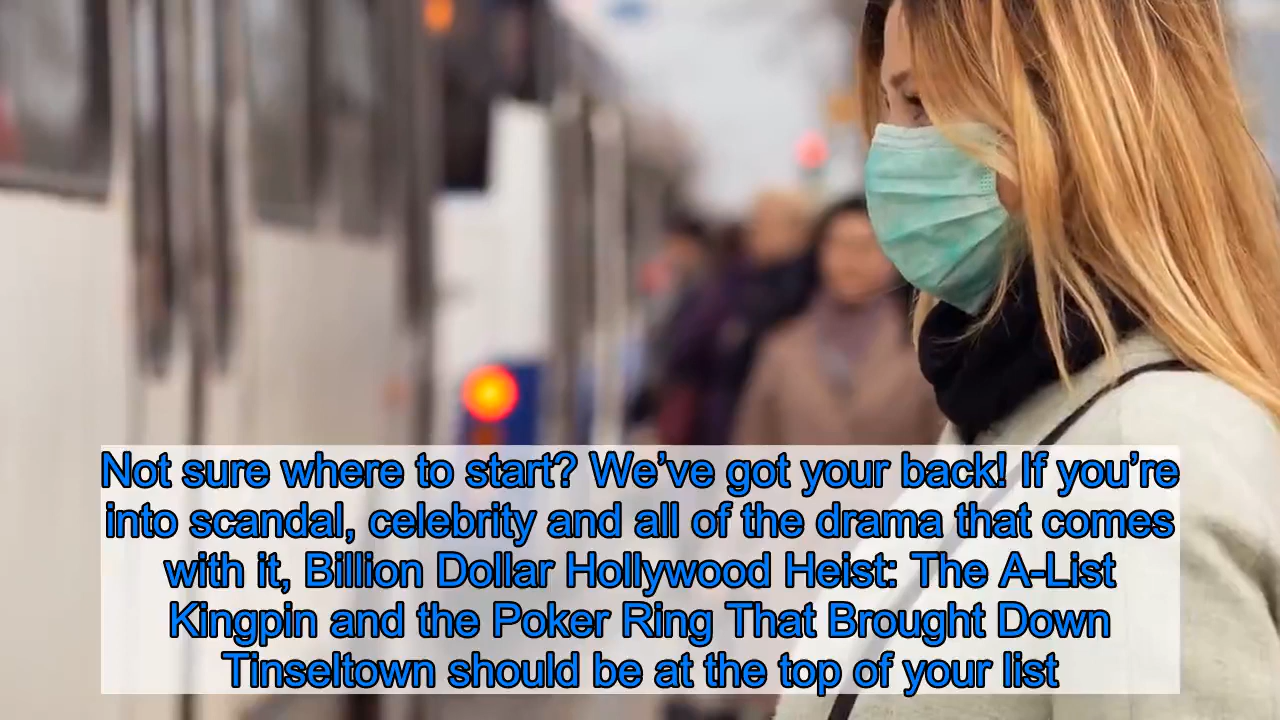 Not sure where to start? We’ve got your back! If you’re
into scandal, celebrity and all of the drama that comes
with it, Billion Dollar Hollywood Heist: The A-List
Kingpin and the Poker Ring That Brought Down
Tinseltown should be at the top of your list